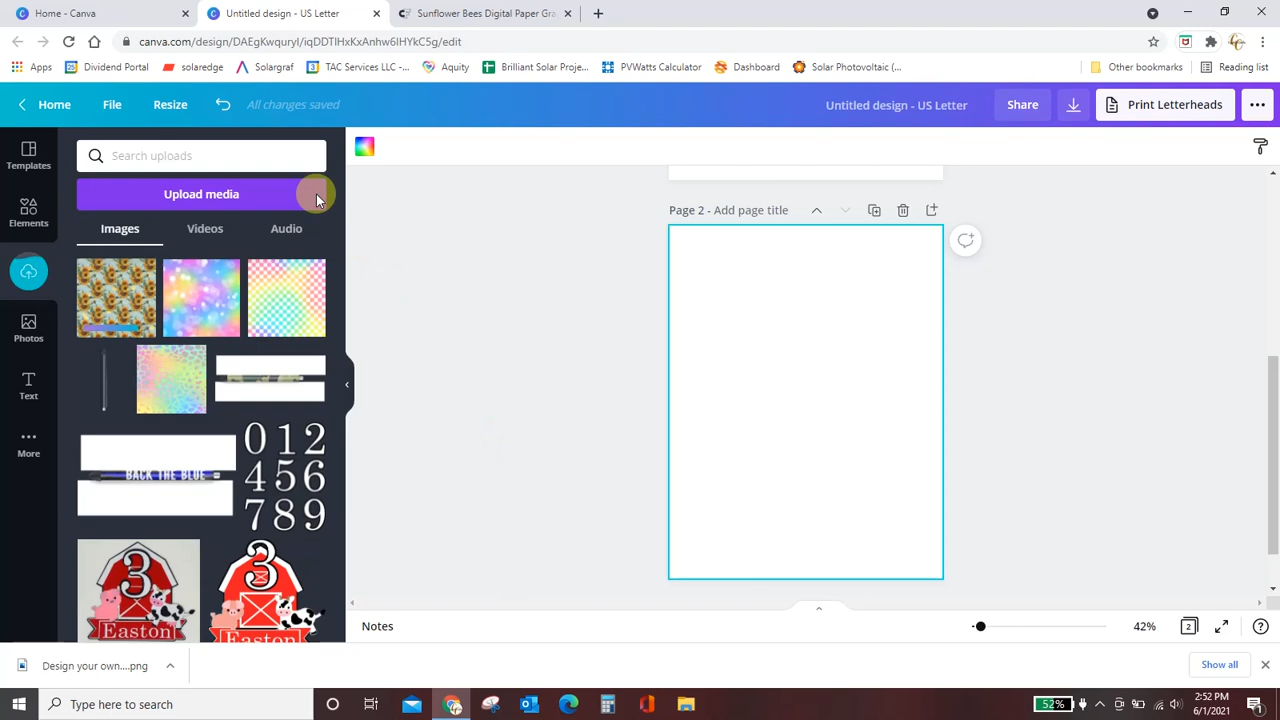 Home - Canva
Untitled design - US Letter
Sunflower Bees Digital Paper Gra
canva.com/design/DAEgKwquryI/iqDDTIHxKxAnhw6IHYkC5g/edit
Apps
Dividend Portal
solaredge
Solargraf
TAC Services LLC -...
Aquity
Brilliant Solar Proje...
PVWatts Calculator
Dashboard
Solar Photovoltaic (...
Other bookmarks
Reading list
Home
File
Resize
All changes saved
Untitled design - US Letter
Share
Print Letterheads
Templates
Elements
Photos
Text
More
Search uploads
Upload media
Images
Videos
Audio
BACK THE BLUE
0 1 2
4 5 6
7 8 9
3
Easton
3
Easton
Page 2 - Add page title
Notes
42%
2
Design your own....png
Show all
Type here to search
52%
2:52 PM
6/1/2021